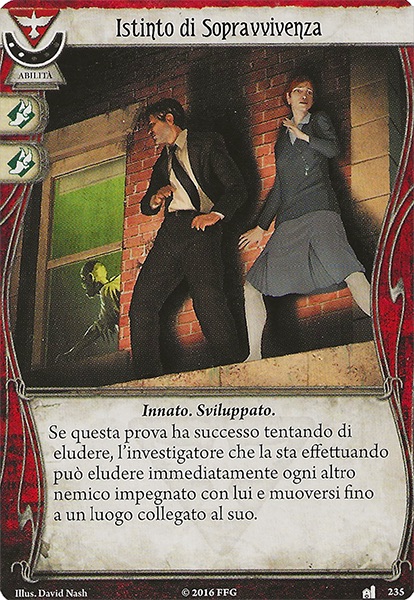 Istinto di Sopravvivenza
ABILITÀ
Innato. Sviluppato.
Se questa prova ha successo tentando di
eludere, l'investigatore che la sta effettuando
può eludere immediatamente ogni altro
nemico impegnato con lui e muoversi fino
a un luogo collegato al suo.
Illus. David Nash
© 2016 FFG
235